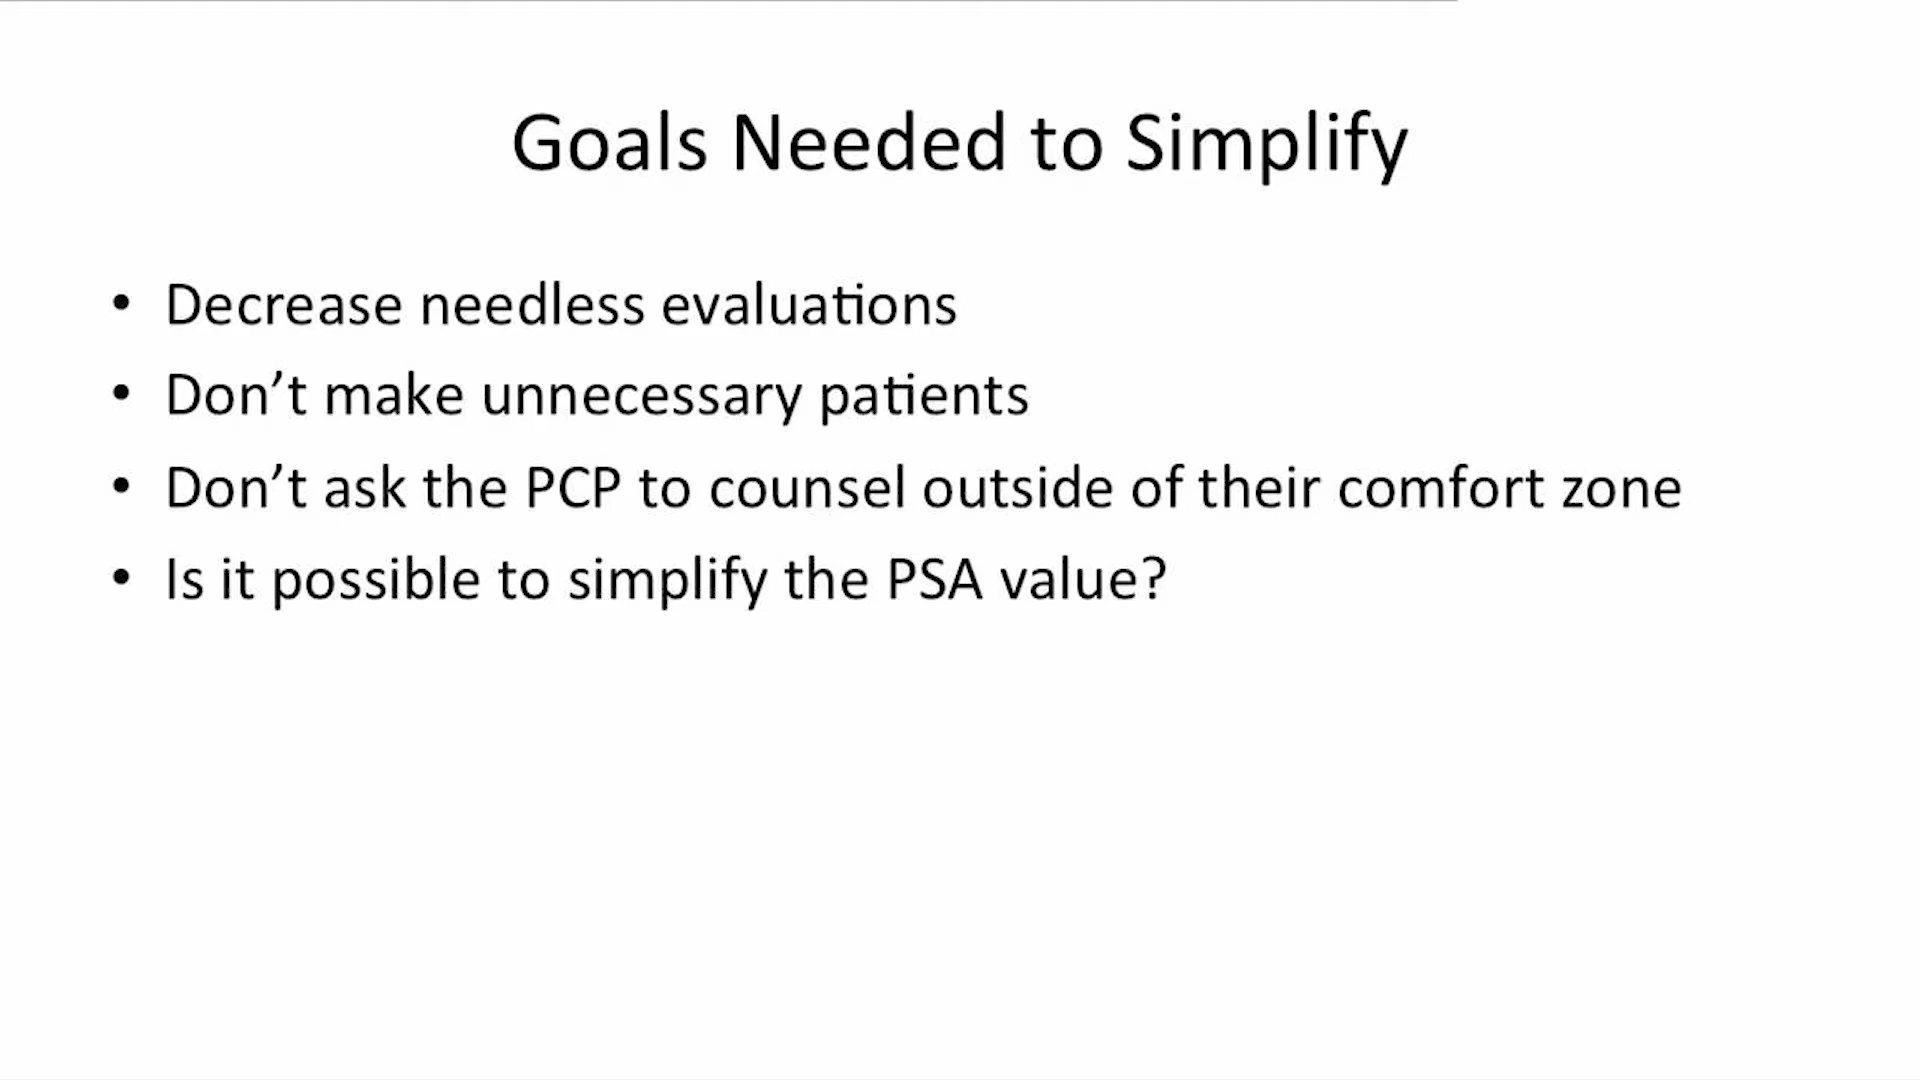 Goals Needed to Simplify
• Decrease needless evaluations
• Don’t make unnecessary patients
• Don’t ask the PCP to counsel outside of their comfort zone
• Is it possible to simplify the PSA value?